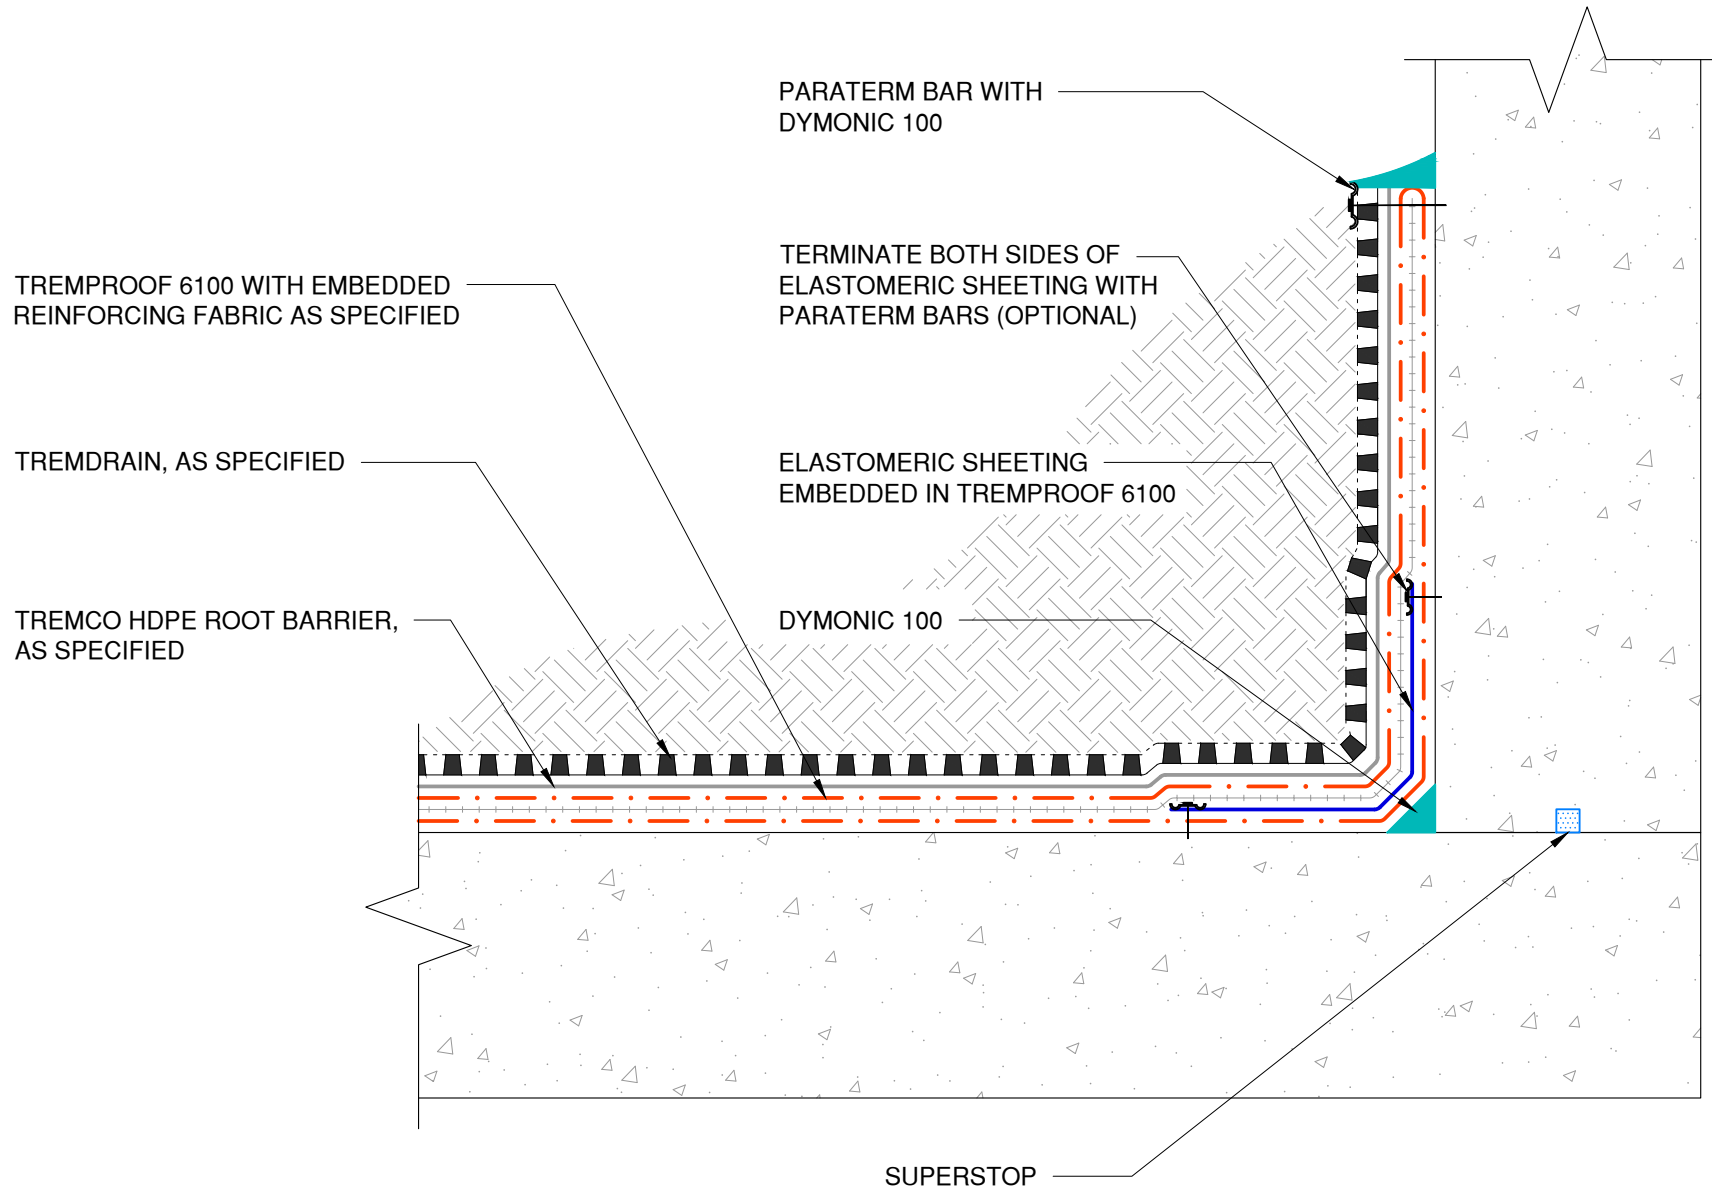 PARATERM BAR WITH
DYMONIC 100
TERMINATE BOTH SIDES OF
ELASTOMERIC SHEETING WITH
PARATERM BARS (OPTIONAL)
TREMPROOF 6100 WITH EMBEDDED
REINFORCING FABRIC AS SPECIFIED
TREMDRAIN, AS SPECIFIED
ELASTOMERIC SHEETING
EMBEDDED IN TREMPROOF 6100
TREMCO HDPE ROOT BARRIER,
AS SPECIFIED
DYMONIC 100
SUPERSTOP